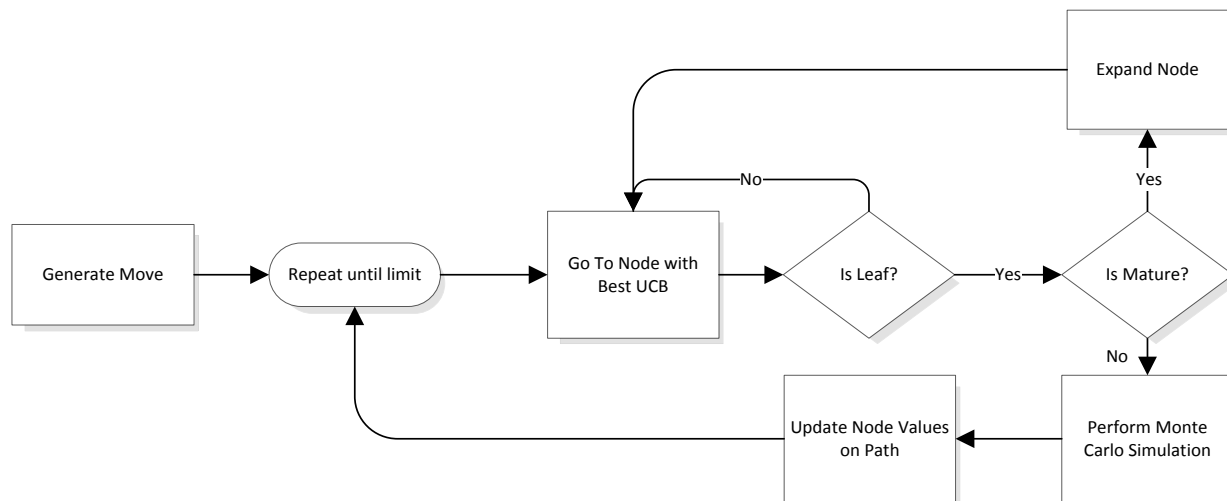 Expand Node
No
Yes
Generate Move
Repeat until limit
Go To Node with
Best UCB
Is Leaf?
Yes
Is Mature?
No
Update Node Values
on Path
Perform Monte
Carlo Simulation